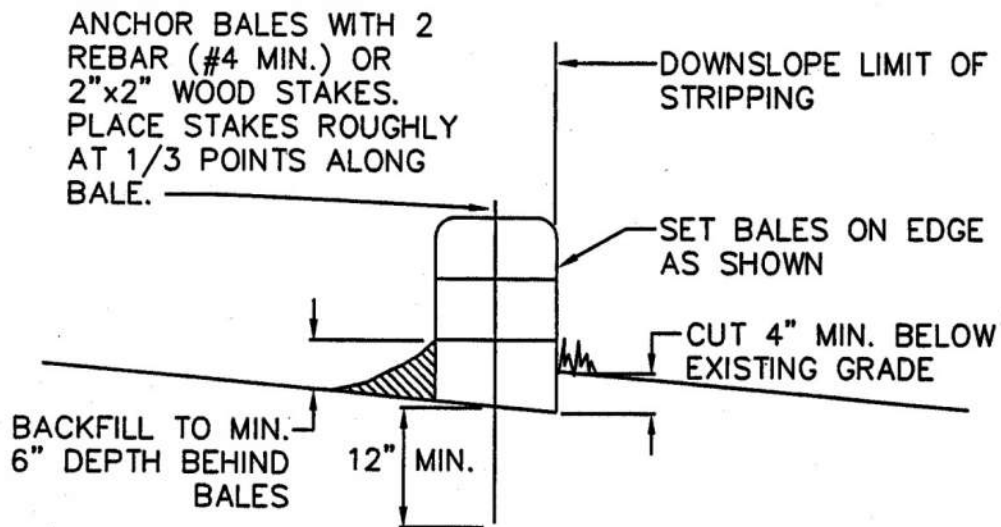 ANCHOR BALES WITH 2
REBAR (#4 MIN.) OR
2"x2" WOOD STAKES.
PLACE STAKES ROUGHLY
AT 1/3 POINTS ALONG
BALE.
DOWNSLOPE LIMIT OF
STRIPPING
SET BALES ON EDGE
AS SHOWN
CUT 4" MIN. BELOW
EXISTING GRADE
BACKFILL TO MIN.
6" DEPTH BEHIND
BALES
12" MIN.